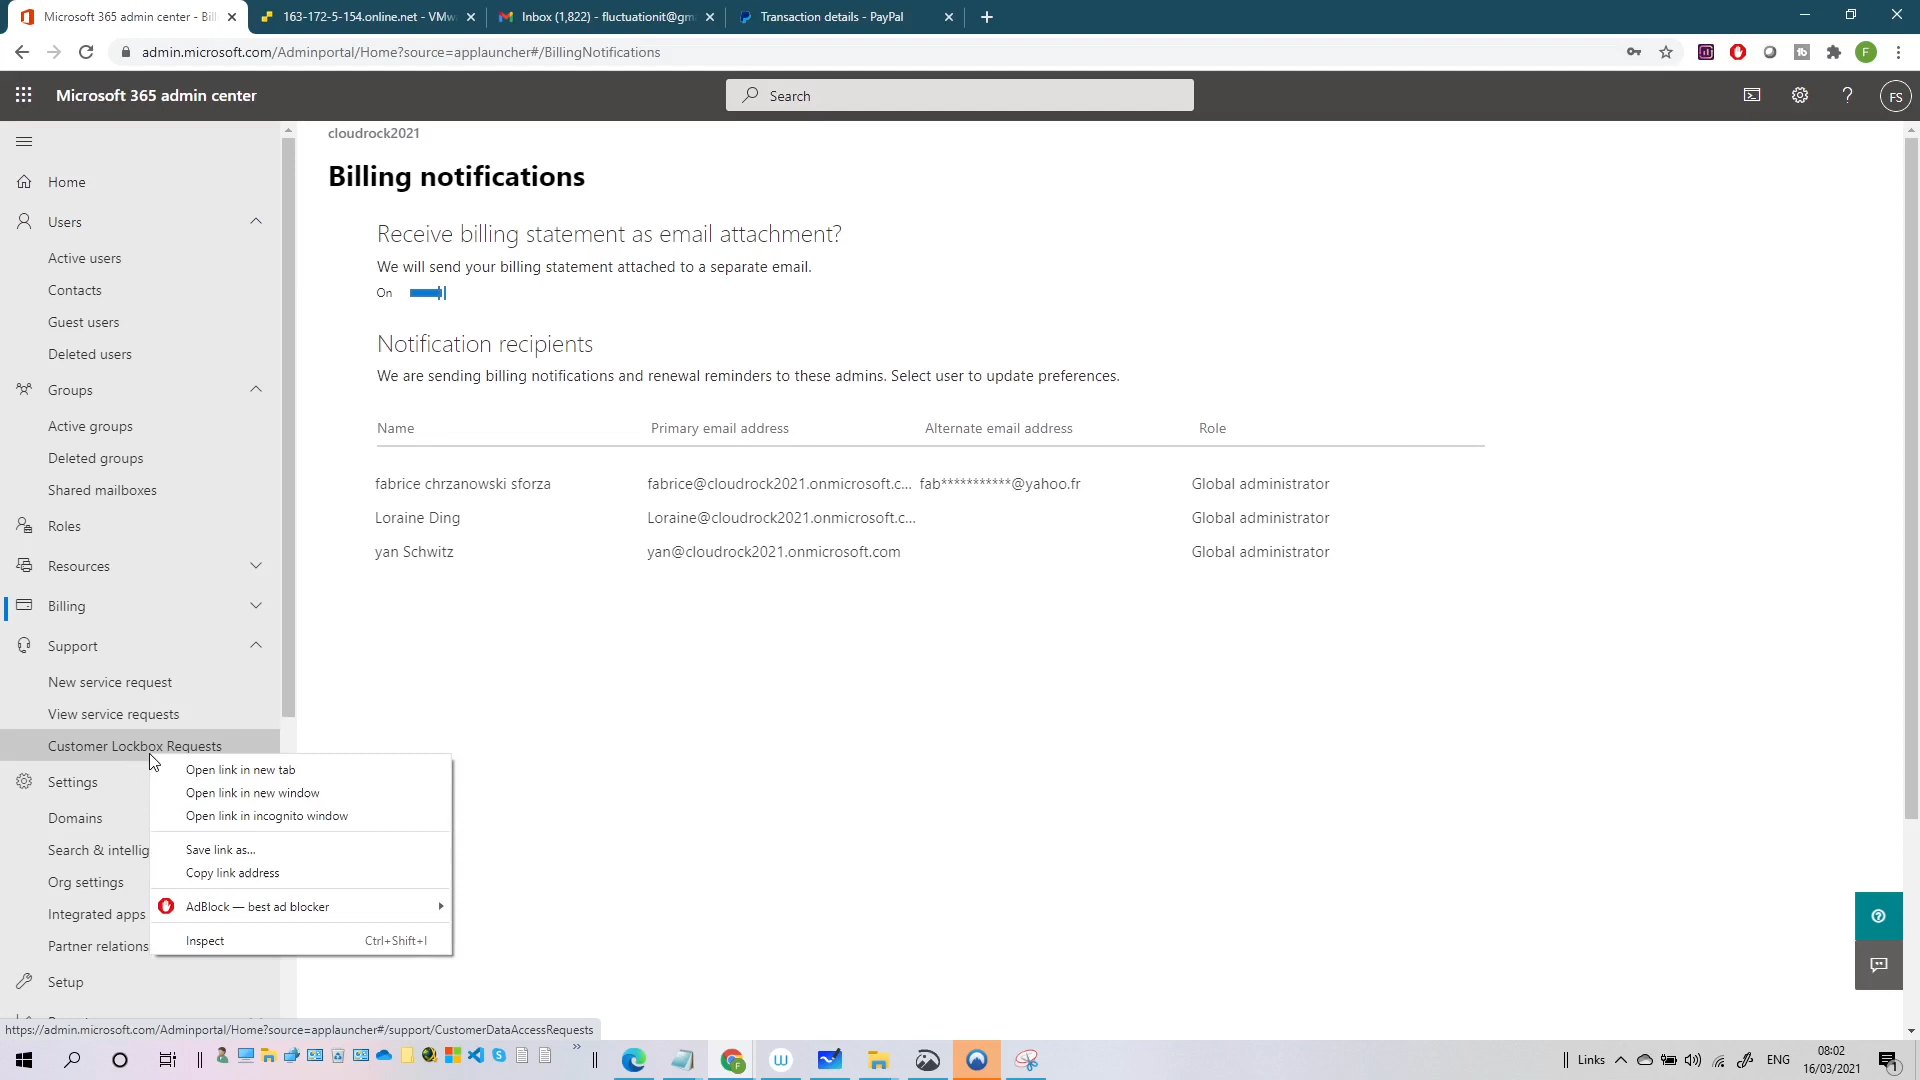 Microsoft 365 admin center - Bil
163-172-5-154.online.net - VMw
Inbox (1,822) - fluctuationit@gm
Transaction details - PayPal
admin.microsoft.com/Adminportal/Home?source=applauncher#/BillingNotifications
F
Microsoft 365 admin center
Search
FS
cloudrock2021
Billing notifications
Receive billing statement as email attachment?
We will send your billing statement attached to a separate email.
On
Notification recipients
We are sending billing notifications and renewal reminders to these admins. Select user to update preferences.
Name Primary email address Alternate email address Role
fabrice chrzanowski sforza fabrice@cloudrock2021.onmicrosoft.c... fab***********@yahoo.fr Global administrator
Loraine Ding Loraine@cloudrock2021.onmicrosoft.c... Global administrator
yan Schwitz yan@cloudrock2021.onmicrosoft.com Global administrator
Home
Users
Active users
Contacts
Guest users
Deleted users
Groups
Active groups
Deleted groups
Shared mailboxes
Roles
Resources
Billing
Support
New service request
View service requests
Customer Lockbox Requests
Settings
Domains
Search & intellig
Org settings
Integrated apps
Partner relations
Setup
Open link in new tab
Open link in new window
Open link in incognito window
Save link as...
Copy link address
AdBlock — best ad blocker
Inspect Ctrl+Shift+I
https://admin.microsoft.com/Adminportal/Home?source=applauncher#/support/CustomerDataAccessRequests
Links
ENG
08:02
16/03/2021